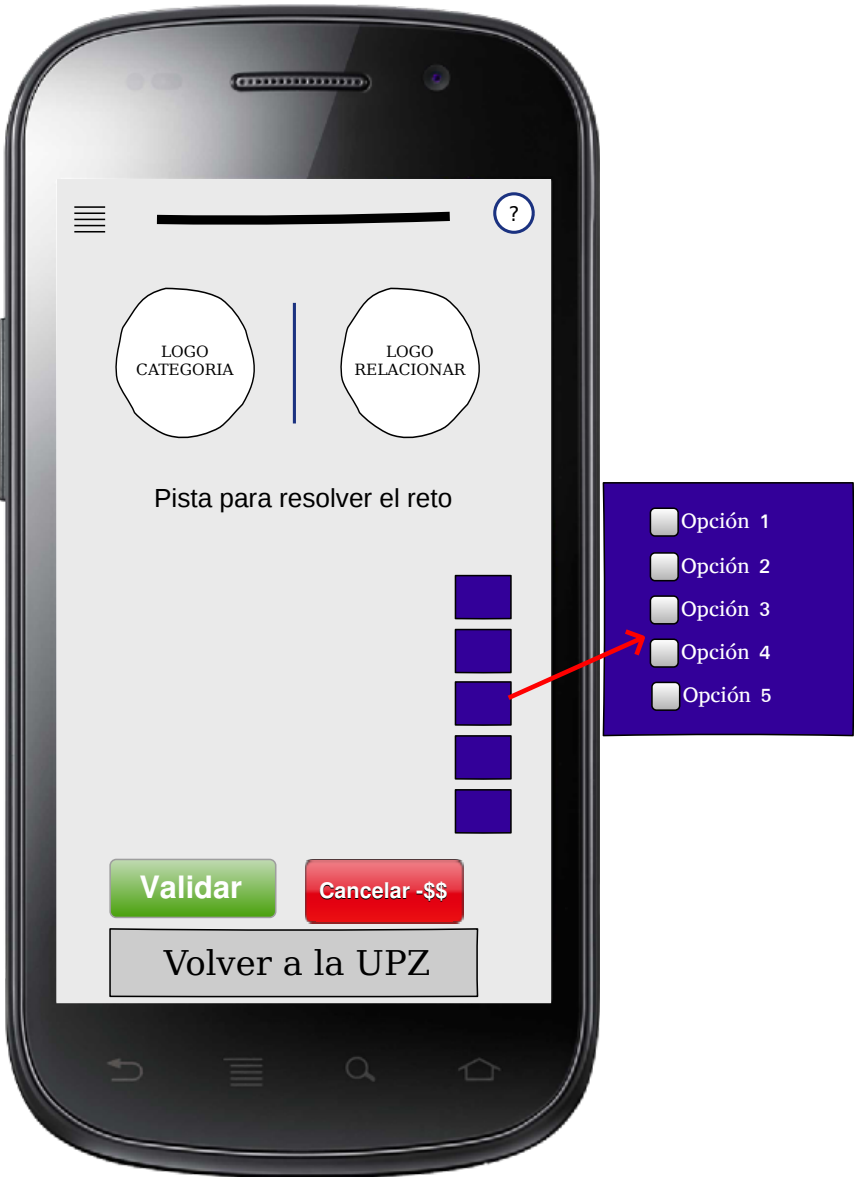 ?
LOGO
CATEGORIA
LOGO
RELACIONAR
Pista para resolver el reto
Opción 1
Opción 2
Opción 3
Opción 4
Opción 5
Validar
Cancelar -$$
Volver a la UPZ